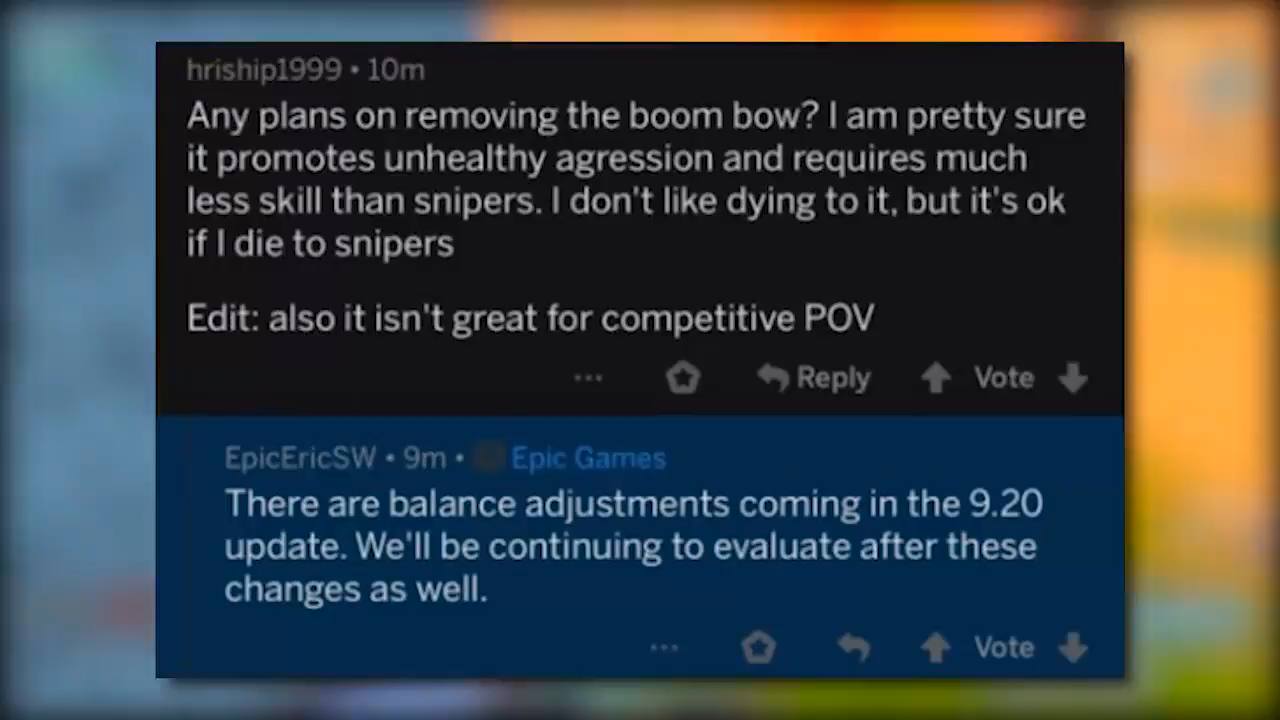 hriship1999 • 10m
Any plans on removing the boom bow? I am pretty sure
it promotes unhealthy agression and requires much
less skill than snipers. I don't like dying to it, but it's ok
if I die to snipers
Edit: also it isn't great for competitive POV
... Reply Vote
EpicEricSW • 9m • Epic Games
There are balance adjustments coming in the 9.20
update. We'll be continuing to evaluate after these
changes as well.
... Vote